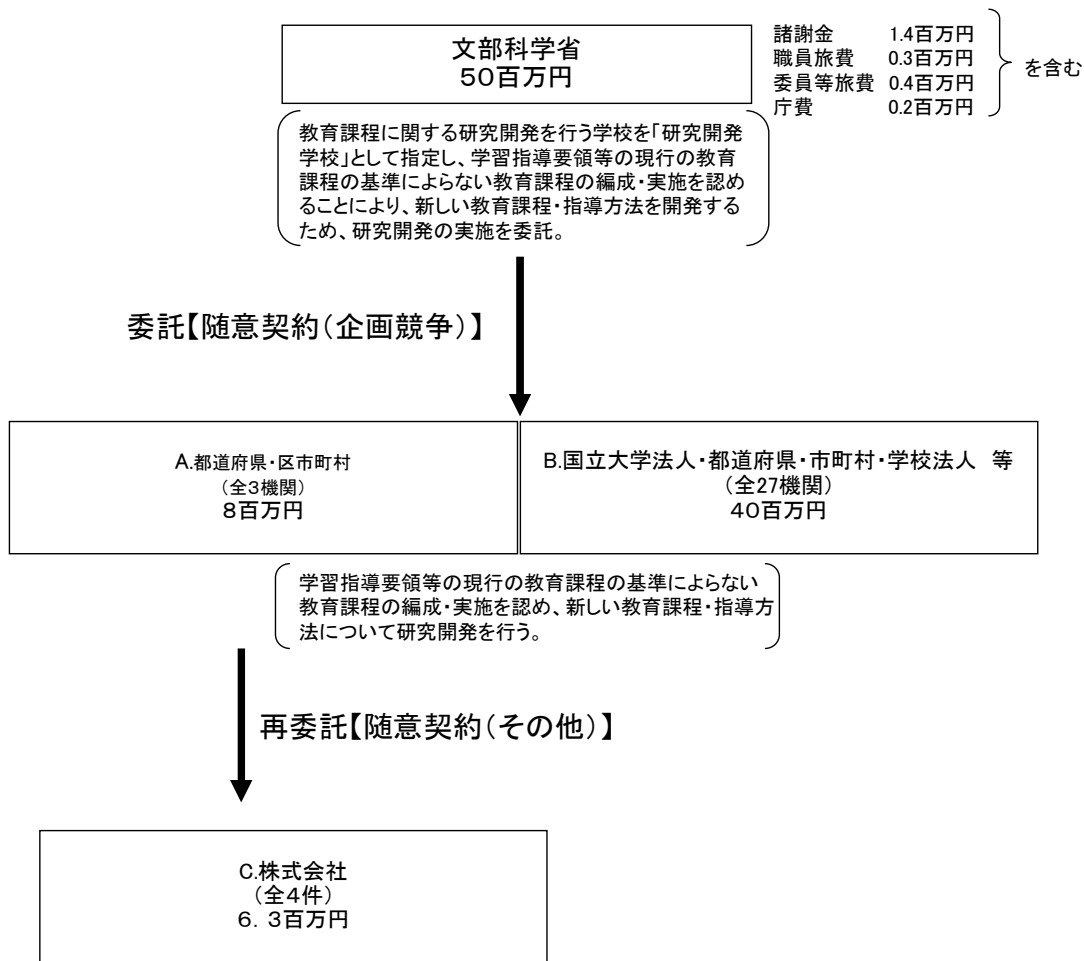 文部科学省
50百万円
諸謝金 1.4百万円
職員旅費 0.3百万円
委員等旅費 0.4百万円
庁費 0.2百万円
を含む
教育課程に関する研究開発を行う学校を「研究開発
学校」として指定し、学習指導要領等の現行の教育
課程の基準によらない教育課程の編成・実施を認め
ることにより、新しい教育課程・指導方法を開発する
ため、研究開発の実施を委託。
委託【随意契約(企画競争)】
A.都道府県・区市町村
(全3機関)
8百万円
B.国立大学法人・都道府県・市町村・学校法人 等
(全27機関)
40百万円
学習指導要領等の現行の教育課程の基準によらない
教育課程の編成・実施を認め、新しい教育課程・指導方
法について研究開発を行う。
再委託【随意契約(その他)】
C.株式会社
(全4件)
6.3百万円